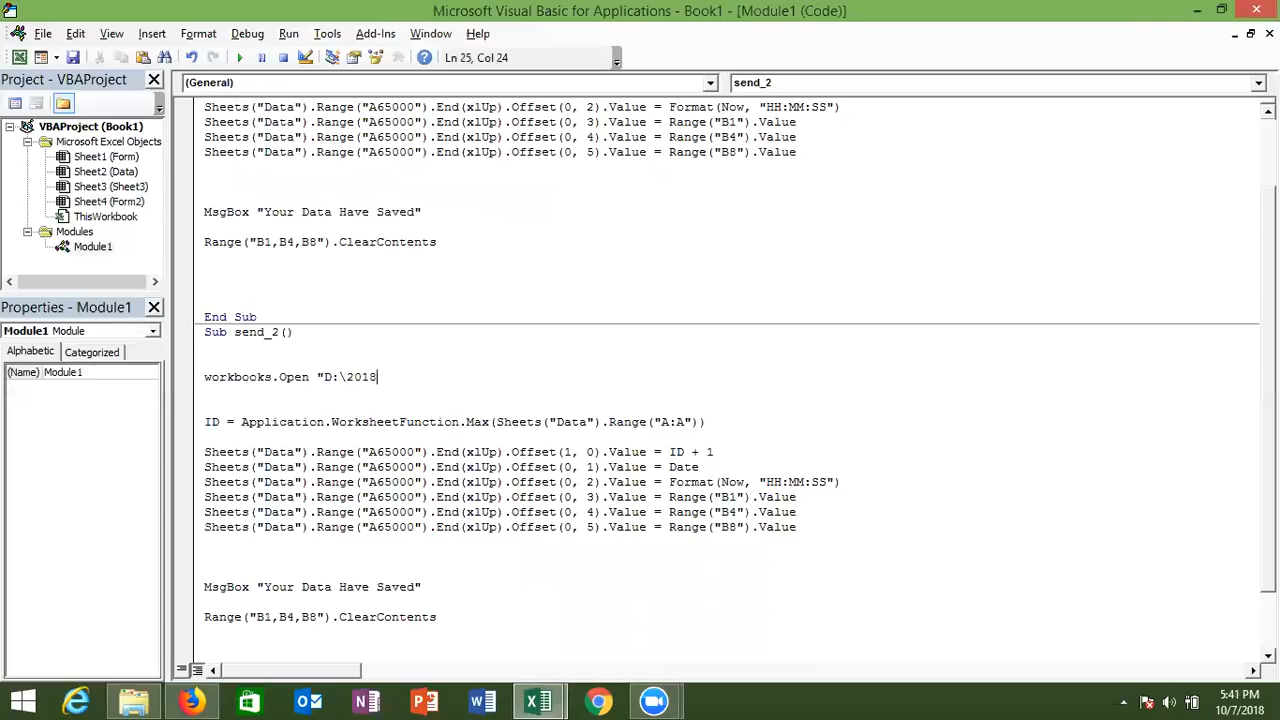 Microsoft Visual Basic for Applications - Book1 - [Module1 (Code)]
File Edit View Insert Format Debug Run Tools Add-Ins Window Help
Ln 25, Col 24
Project - VBAProject
(General)
send_2
VBAProject (Book1)
Microsoft Excel Objects
Sheet1 (Form)
Sheet2 (Data)
Sheet3 (Sheet3)
Sheet4 (Form2)
ThisWorkbook
Modules
Module1
Properties - Module1
Module1 Module
Alphabetic Categorized
(Name) Module1
Sheets("Data").Range("A65000").End(xlUp).Offset(0, 2).Value = Format(Now, "HH:MM:SS")
Sheets("Data").Range("A65000").End(xlUp).Offset(0, 3).Value = Range("B1").Value
Sheets("Data").Range("A65000").End(xlUp).Offset(0, 4).Value = Range("B4").Value
Sheets("Data").Range("A65000").End(xlUp).Offset(0, 5).Value = Range("B8").Value
MsgBox "Your Data Have Saved"
Range("B1,B4,B8").ClearContents
End Sub
Sub send_2()
workbooks.Open "D:\2018
ID = Application.WorksheetFunction.Max(Sheets("Data").Range("A:A"))
Sheets("Data").Range("A65000").End(xlUp).Offset(1, 0).Value = ID + 1
Sheets("Data").Range("A65000").End(xlUp).Offset(0, 1).Value = Date
Sheets("Data").Range("A65000").End(xlUp).Offset(0, 2).Value = Format(Now, "HH:MM:SS")
Sheets("Data").Range("A65000").End(xlUp).Offset(0, 3).Value = Range("B1").Value
Sheets("Data").Range("A65000").End(xlUp).Offset(0, 4).Value = Range("B4").Value
Sheets("Data").Range("A65000").End(xlUp).Offset(0, 5).Value = Range("B8").Value
MsgBox "Your Data Have Saved"
Range("B1,B4,B8").ClearContents
5:41 PM
10/7/2018